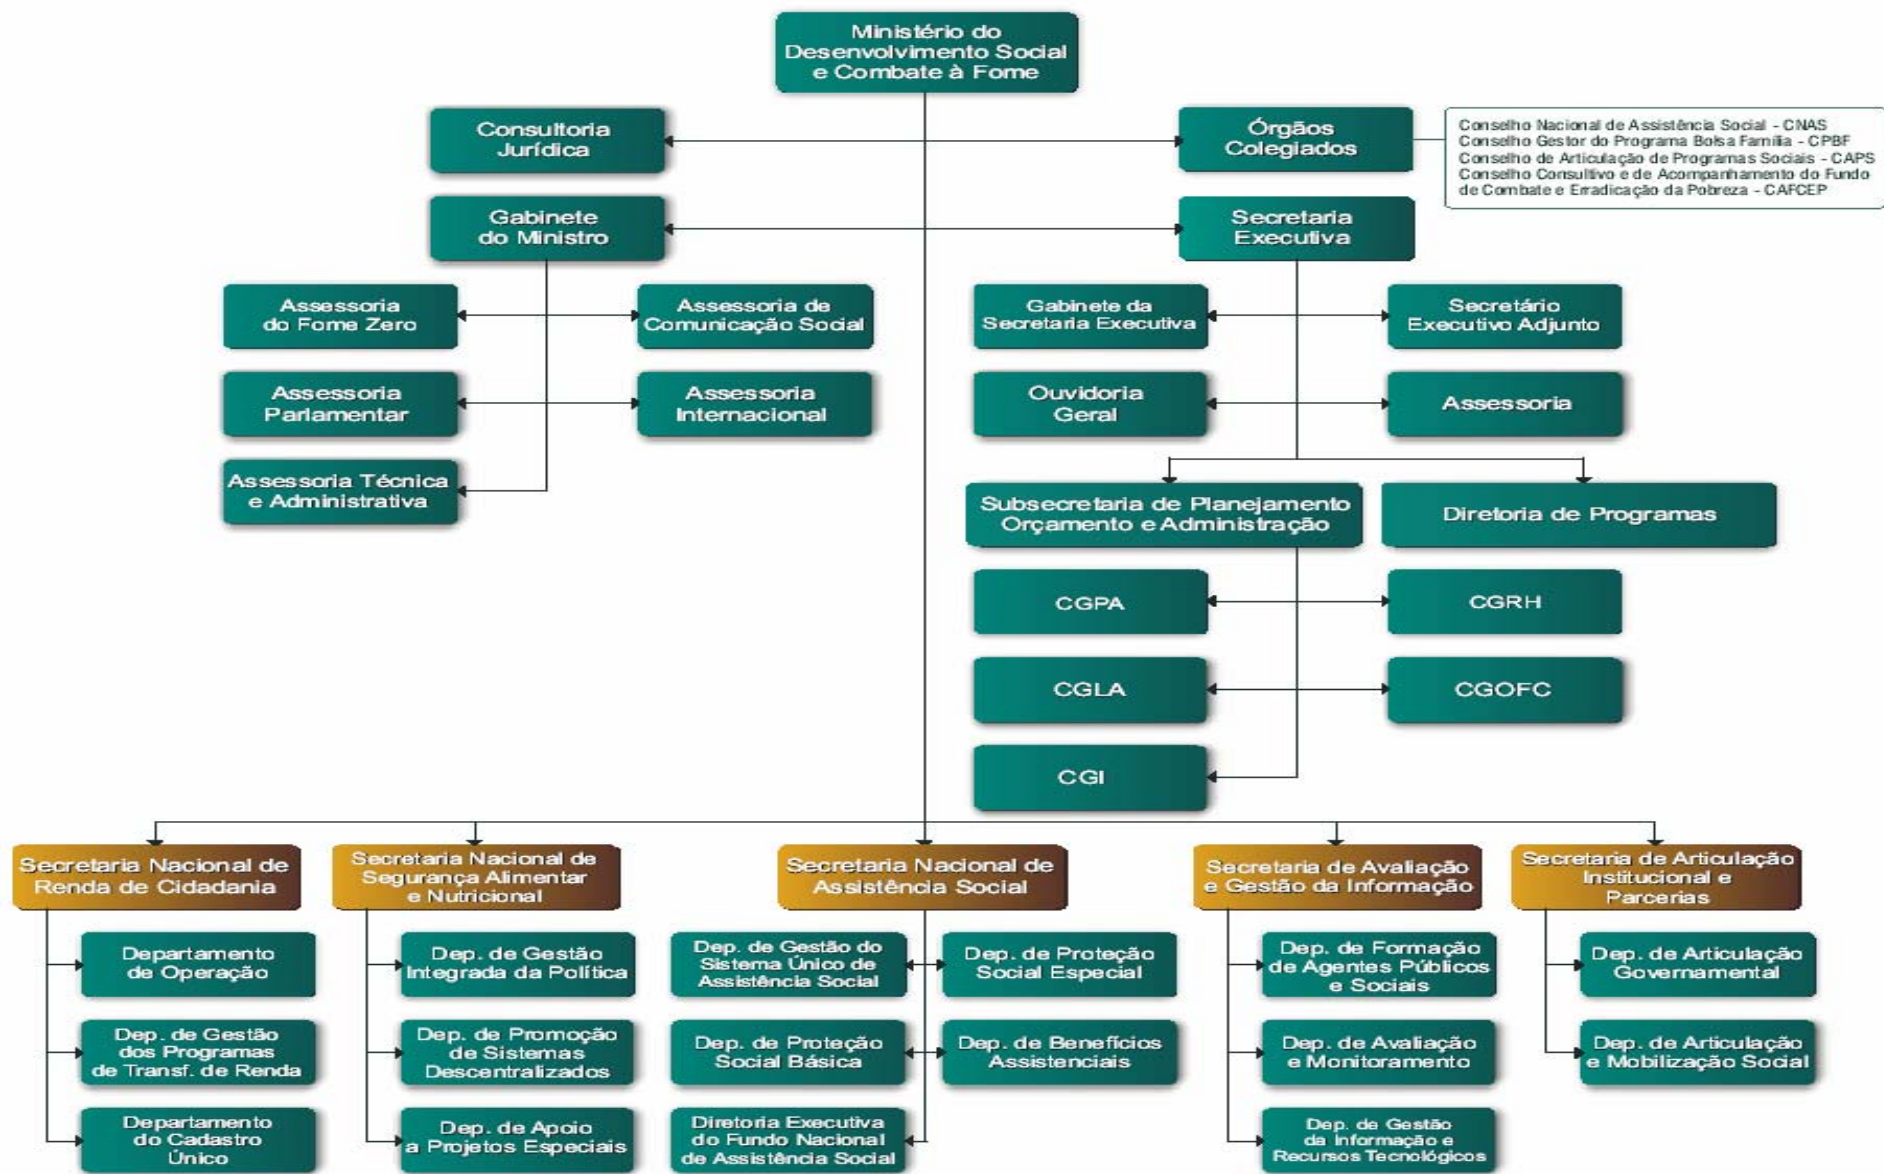 Ministério do
Desenvolvimento Social
e Combate à Fome
Consultoria
Jurídica
Órgãos
Colegiados
Conselho Nacional de Assistência Social - CNAS
Conselho Gestor do Programa Bolsa Família - CPBF
Conselho de Articulação de Programas Sociais - CAPS
Conselho Consultivo e de Acompanhamento do Fundo
de Combate e Erradicação da Pobreza - CAFCEP
Gabinete
do Ministro
Secretaria
Executiva
Assessoria
do Fome Zero
Assessoria de
Comunicação Social
Gabinete da
Secretaria Executiva
Secretário
Executivo Adjunto
Assessoria
Parlamentar
Assessoria
Internacional
Ouvidoria
Geral
Assessoria
Assessoria Técnica
e Administrativa
Subsecretaria de Planejamento
Orçamento e Administração
Diretoria de Programas
CGPA
CGRH
CGLA
CGOFC
CGI
Secretaria Nacional de
Renda de Cidadania
Secretaria Nacional de
Segurança Alimentar
e Nutricional
Secretaria Nacional de
Assistência Social
Secretaria de Avaliação
e Gestão da Informação
Secretaria de Articulação
Institucional e
Parcerias
Departamento
de Operação
Dep. de Gestão
Integrada da Política
Dep. de Gestão do
Sistema Único de
Assistência Social
Dep. de Proteção
Social Especial
Dep. de Formação
de Agentes Públicos
e Sociais
Dep. de Articulação
Governamental
Dep. de Gestão
dos Programas
de Transf. de Renda
Dep. de Promoção
de Sistemas
Descentralizados
Dep. de Proteção
Social Básica
Dep. de Benefícios
Assistenciais
Dep. de Avaliação
e Monitoramento
Dep. de Articulação
e Mobilização Social
Departamento
do Cadastro
Único
Dep. de Apoio
a Projetos Especiais
Diretoria Executiva
do Fundo Nacional
de Assistência Social
Dep. de Gestão
da Informação e
Recursos Tecnológicos